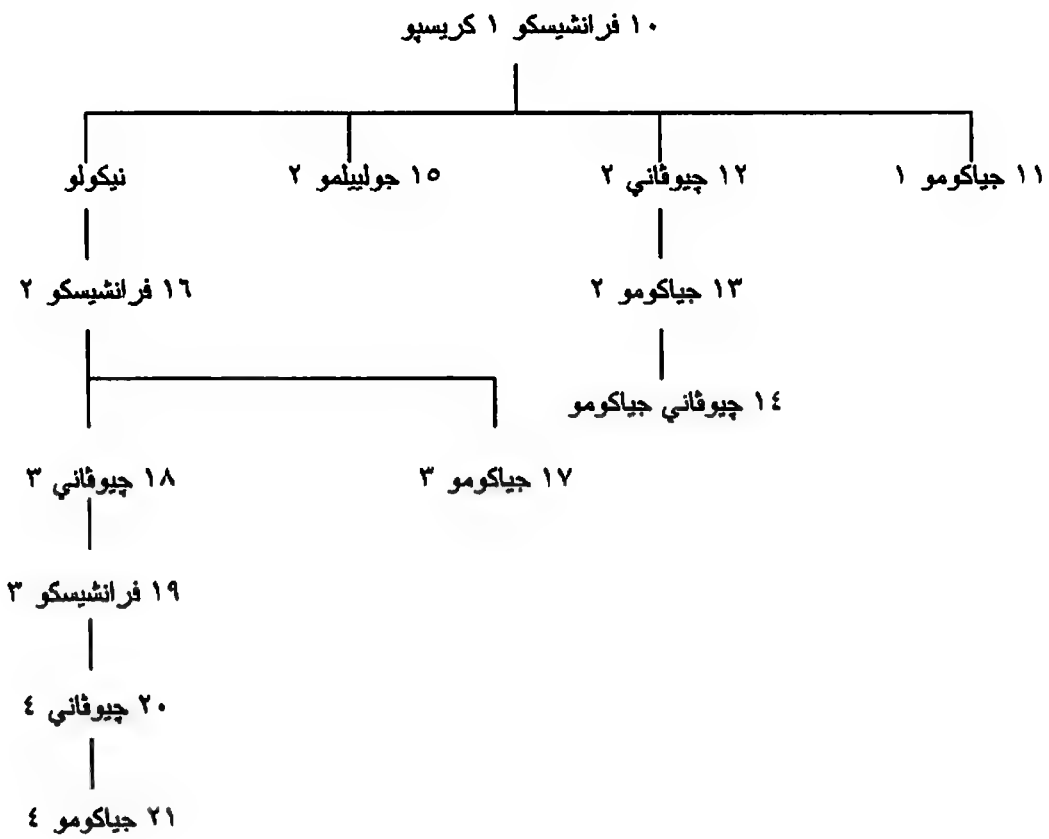 ١٠ فرانشيسكو ١ كريسپو
١١ جياكومو ١
١٢ چيوڤاني ٢
١٥ جولييلمو ٢
نيكولو
١٣ جياكومو ٢
١٦ فرانشيسكو ٢
١٤ چيوڤاني جياكومو
١٧ جياكومو ٣
١٨ چيوڤاني ٣
١٩ فرانشيسكو ٣
٢٠ چيوڤاني ٤
٢١ جياكومو ٤